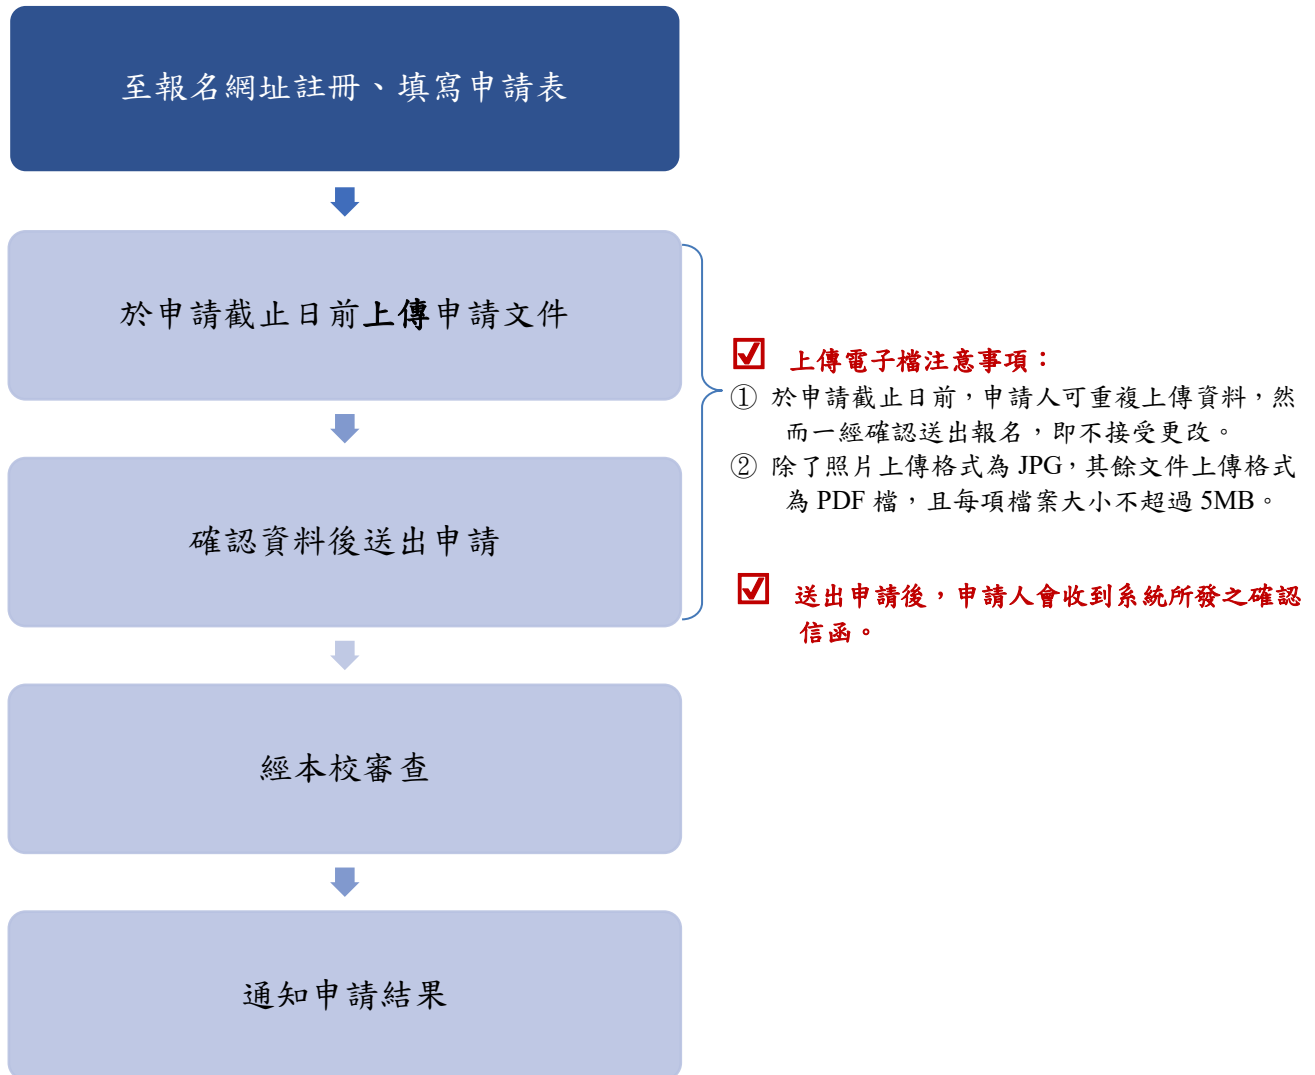 至報名網址註冊、填寫申請表
於申請截止日前上傳申請文件
確認資料後送出申請
經本校審查
通知申請結果
☑ 上傳電子檔注意事項：
① 於申請截止日前，申請人可重複上傳資料，然
而一經確認送出報名，即不接受更改。
② 除了照片上傳格式為 JPG，其餘文件上傳格式
為 PDF 檔，且每項檔案大小不超過 5MB。
☑ 送出申請後，申請人會收到系統所發之確認
信函。